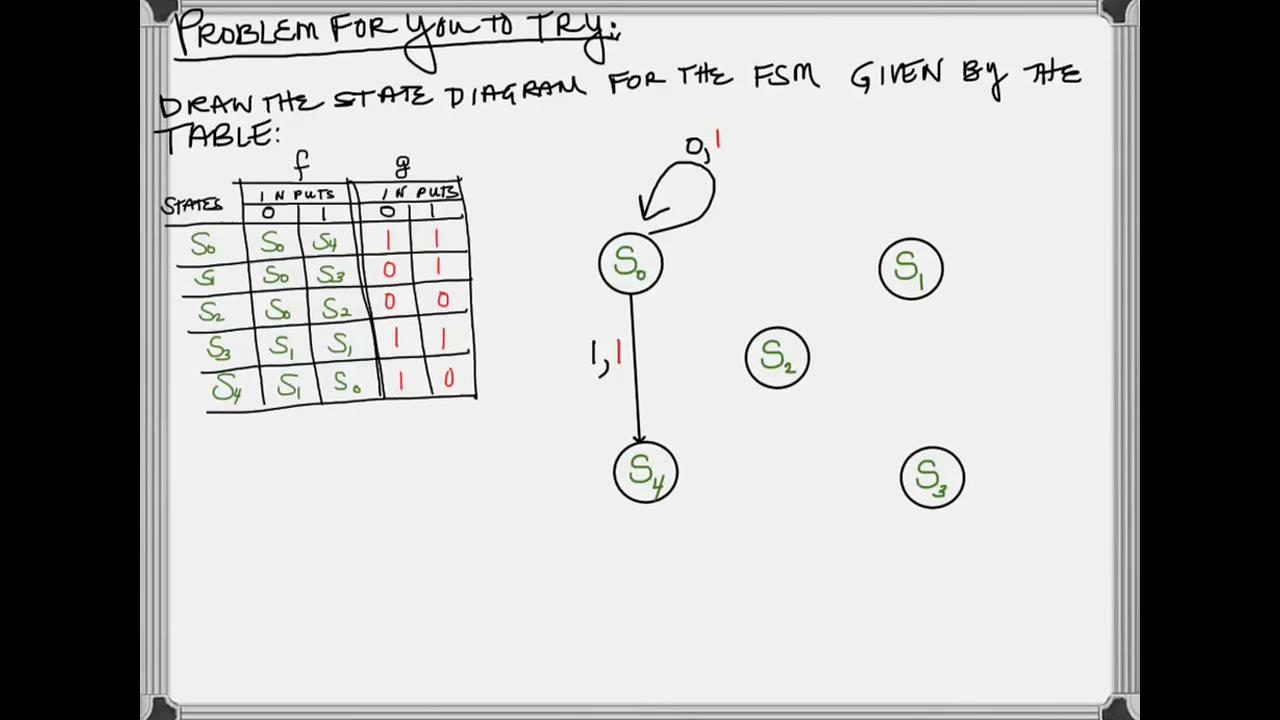 PROBLEM FOR YOU TO TRY:
DRAW THE STATE DIAGRAM FOR THE FSM GIVEN BY THE
TABLE:
f g
STATES INPUTS INPUTS
0 1 0 1
S0 S0 S4 1 1
S1 S0 S3 0 1
S2 S0 S2 0 0
S3 S1 S1 1 1
S4 S1 S0 1 0
0,1
S0 S1
1,1 S2
S4 S3